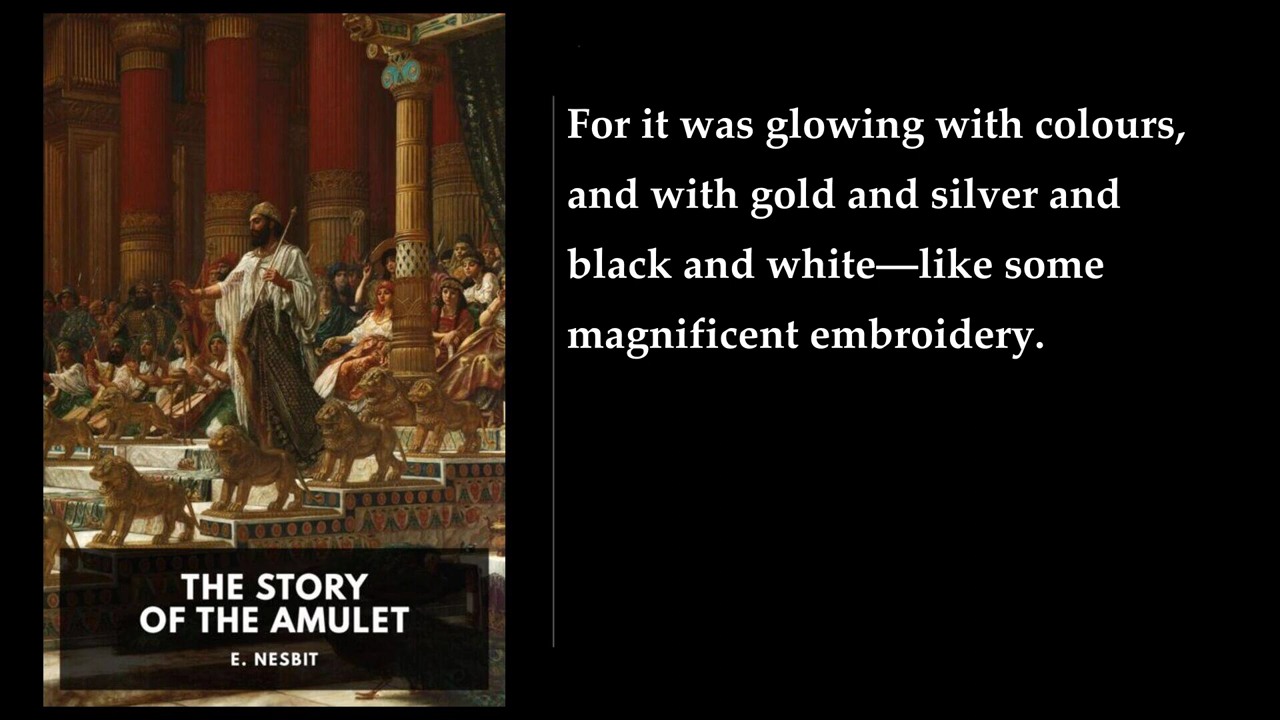 THE STORY
OF THE AMULET
E. NESBIT
For it was glowing with colours,
and with gold and silver and
black and white—like some
magnificent embroidery.